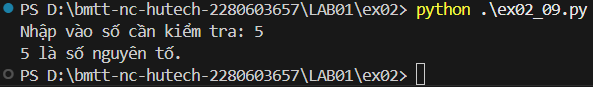 PS D:\bmtt-nc-hutech-2280603657\LAB01\ex02> python .\ex02_09.py
Nhập vào số cần kiểm tra: 5
5 là số nguyên tố.
PS D:\bmtt-nc-hutech-2280603657\LAB01\ex02>